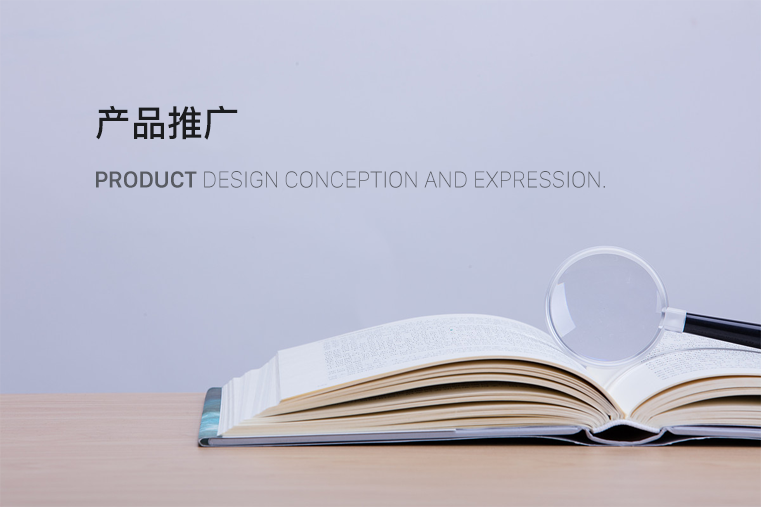 产品推广
PRODUCT DESIGN CONCEPTION AND EXPRESSION.